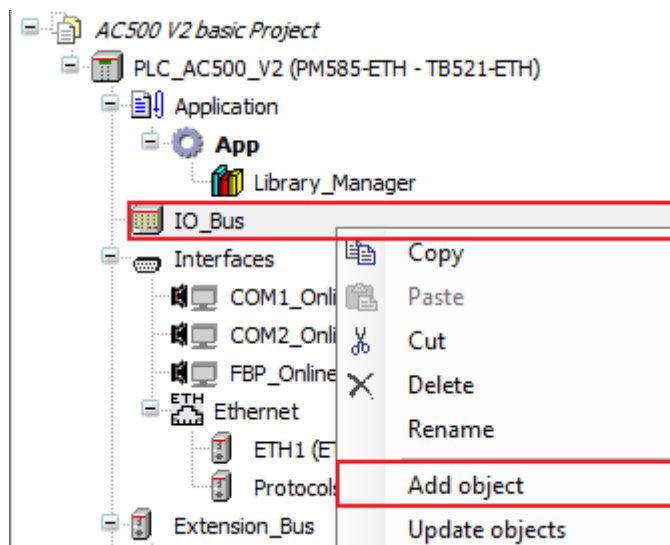 AC500 V2 basic Project
PLC_AC500_V2 (PM585-ETH - TB521-ETH)
Application
App
Library_Manager
IO_Bus
Interfaces
Copy
COM1_Onli
Paste
COM2_Onli
Cut
FBP_Online
Delete
ETH
Ethernet
Rename
ETH1 (ET
Protocols
Add object
Extension_Bus
Update objects